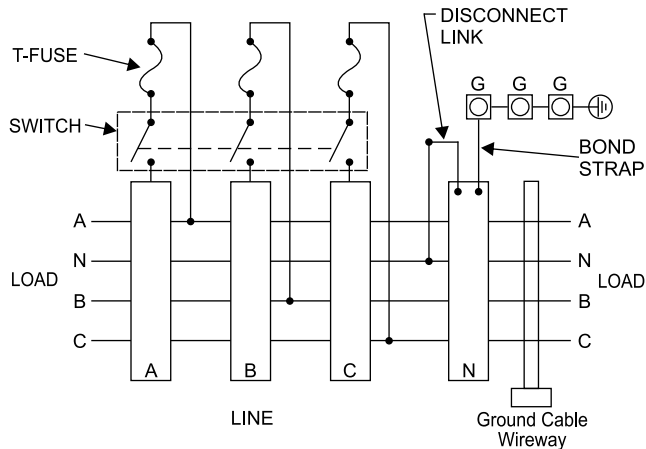 DISCONNECT
LINK
T-FUSE
G G G
SWITCH
BOND
STRAP
A A
N N
LOAD LOAD
B B
C C
A B C N
LINE
Ground Cable
Wireway